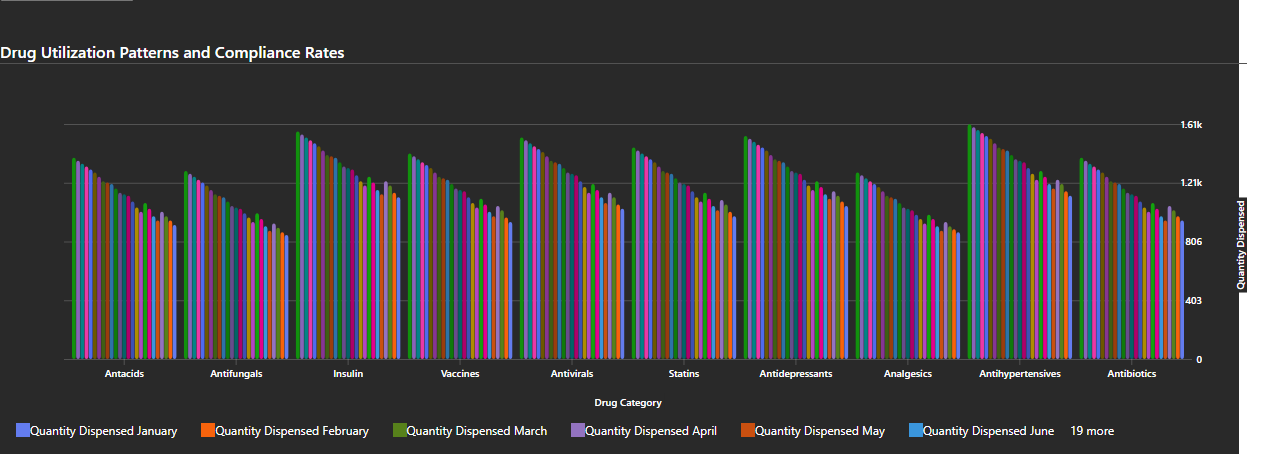 Drug Utilization Patterns and Compliance Rates
1.61k
1.21k
806
403
0
Quantity Dispensed
Antacids Antifungals Insulin Vaccines Antivirals Statins Antidepressants Analgesics Antihypertensives Antibiotics
Drug Category
Quantity Dispensed January Quantity Dispensed February Quantity Dispensed March Quantity Dispensed April Quantity Dispensed May Quantity Dispensed June 19 more